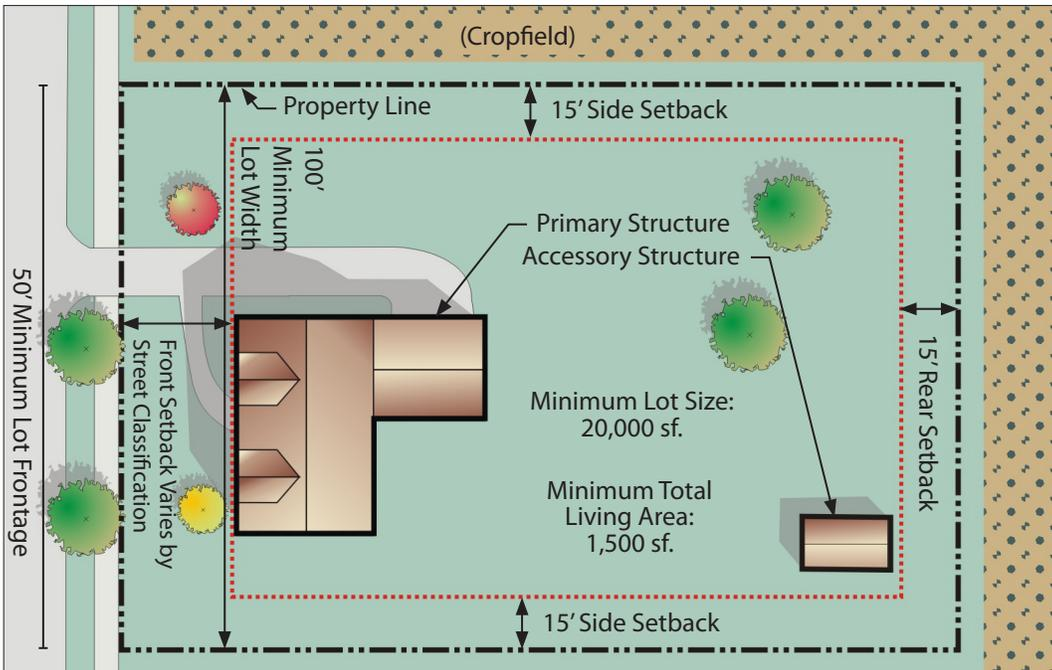 (Cropfield)
Property Line
15’ Side Setback
100’
Minimum
Lot Width
Primary Structure
Accessory Structure
50’ Minimum Lot Frontage
Front Setback Varies by
Street Classification
15’ Rear Setback
Minimum Lot Size:
20,000 sf.
Minimum Total
Living Area:
1,500 sf.
15’ Side Setback